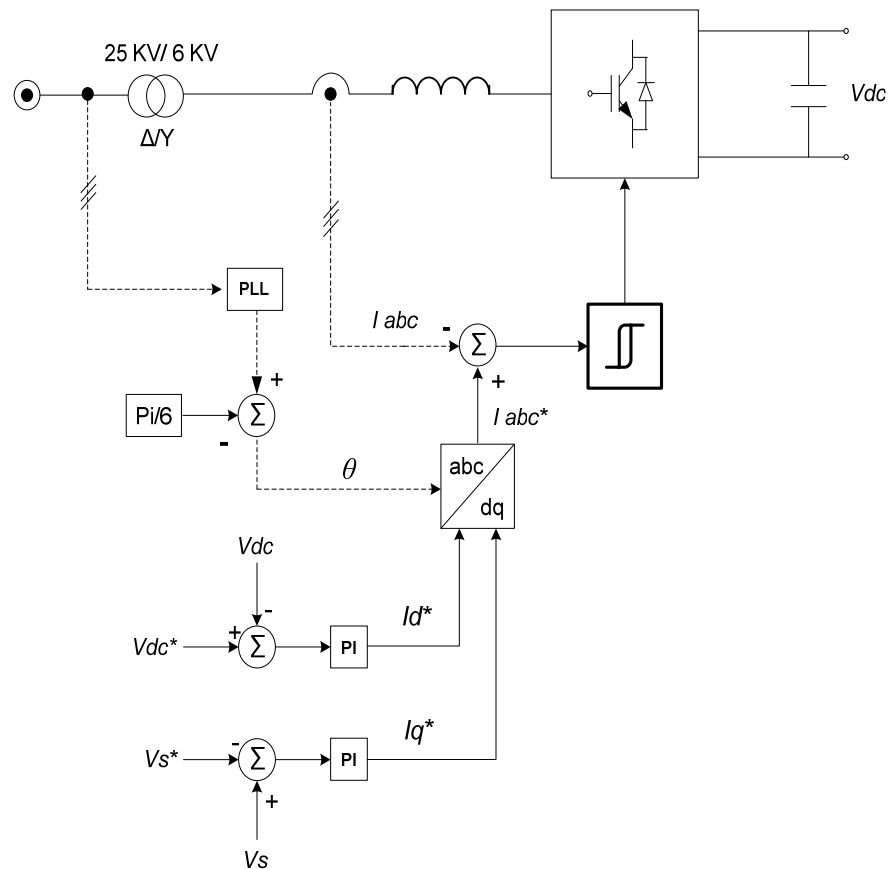 25 KV/ 6 KV
Δ/Y
Vdc
PLL
I abc
-
Σ
+
+
Pi/6
Σ
-
I abc*
θ
abc
dq
Vdc
-
+
Vdc*
Σ
PI
Id*
Iq*
-
Vs*
Σ
PI
+
Vs